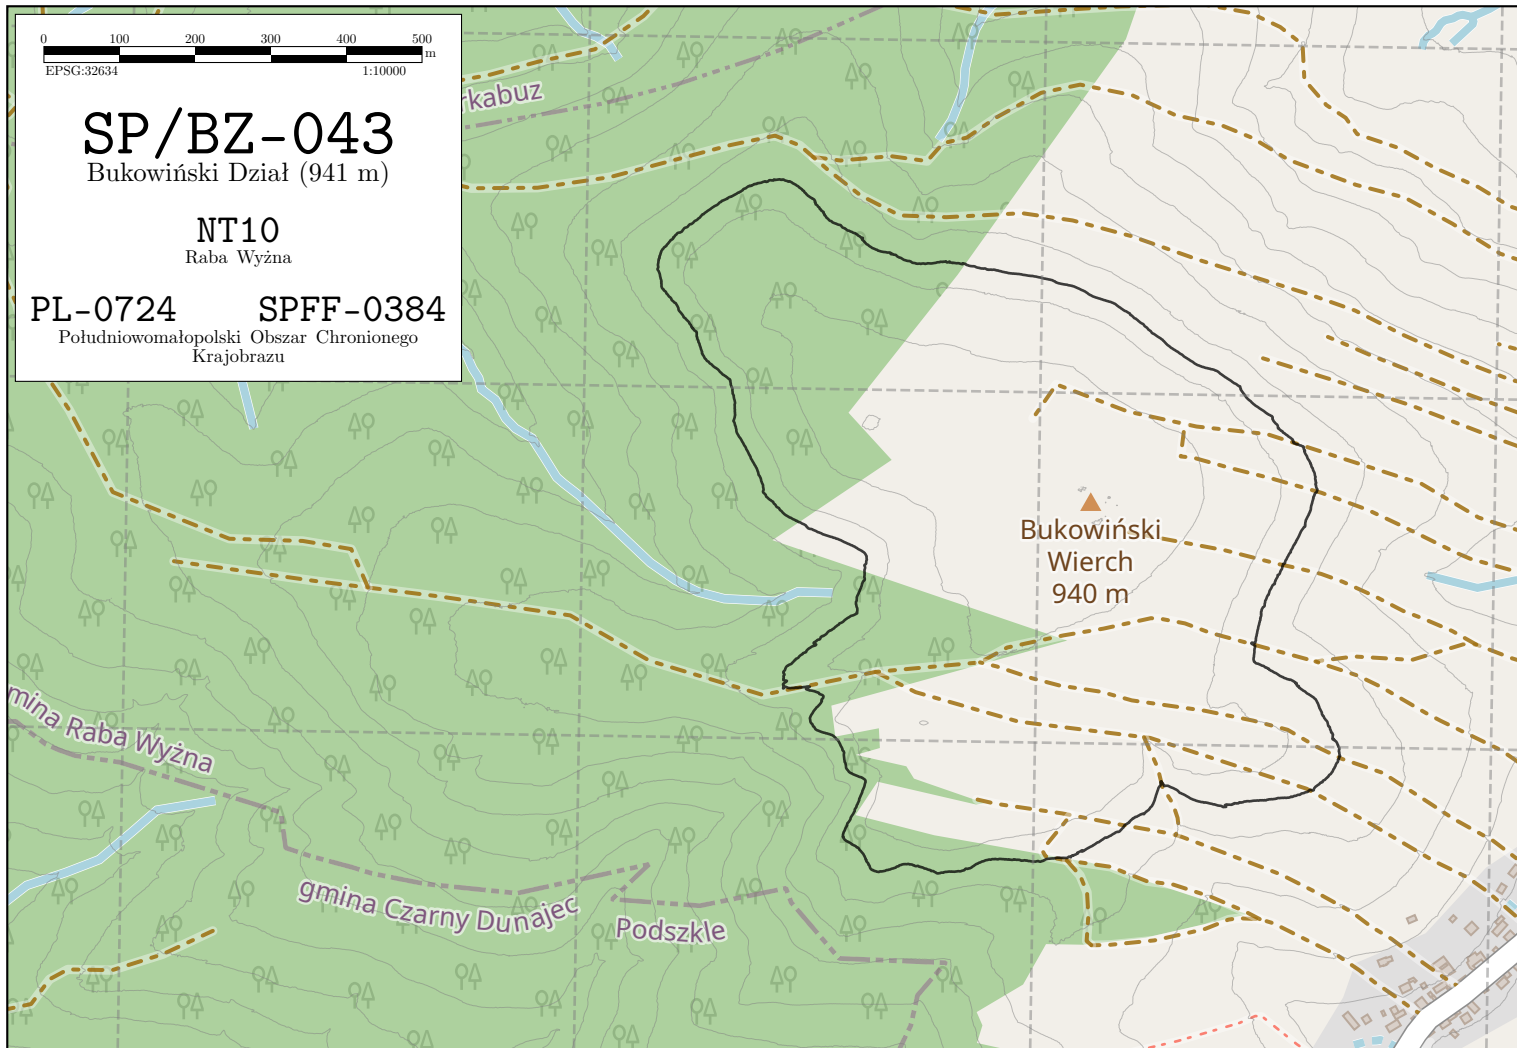 0 100 200 300 400 500
m
EPSG:32634 1:10000
SP/BZ-043
Bukowiński Dział (941 m)
NT10
Raba Wyżna
PL-0724 SPFF-0384
Południowomałopolski Obszar Chronionego
Krajobrazu
rkabuz
Bukowiński
Wierch
940 m
mina Raba Wyżna
gmina Czarny Dunajec
Podszkle